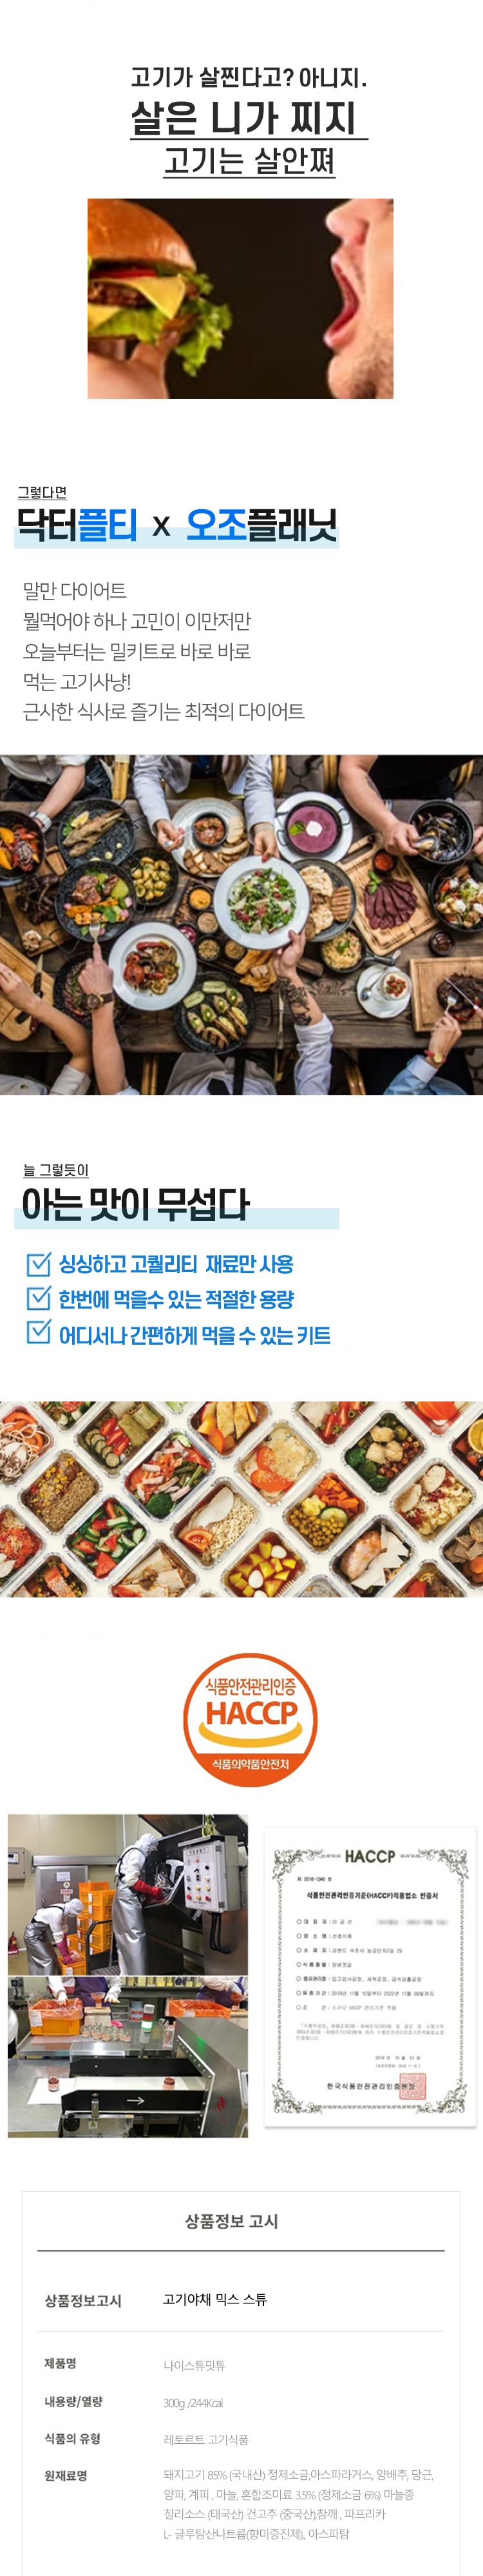 고기가 살찐다고? 아니지.
살은 니가 찌지
고기는 살안쪄
그렇다면
닥터플티 x 오조플래닛
말만 다이어트
뭘먹어야 하나 고민이 이만저만
오늘부터는 밀키트로 바로 바로
먹는 고기사냥!
근사한 식사로 즐기는 최적의 다이어트
늘 그렇듯이
아는 맛이 무섭다
싱싱하고 고퀄리티 재료만 사용
한번에 먹을수 있는 적절한 용량
어디서나 간편하게 먹을 수 있는 키트
식품안전관리인증
HACCP
식품의약품안전처
HACCP
식품안전관리인증기준(HACCP)적용업소 인증서
한국식품안전관리인증원장
상품정보 고시
상품정보고시 고기야채 믹스 스튜
제품명 나이스튜밋튜
내용량/열량 300g /244Kcal
식품의 유형 레토르트 고기식품
원재료명 돼지고기 85% (국내산) 정제소금,아스파라거스, 양배추, 당근,
양파, 계피 , 마늘, 혼합조미료 3.5% (정제소금 6%) 마늘종
칠리소스 (태국산) 건고추 (중국산),참깨 , 파프리카
L- 글루탐산나트륨(향미증진제), 아스파탐